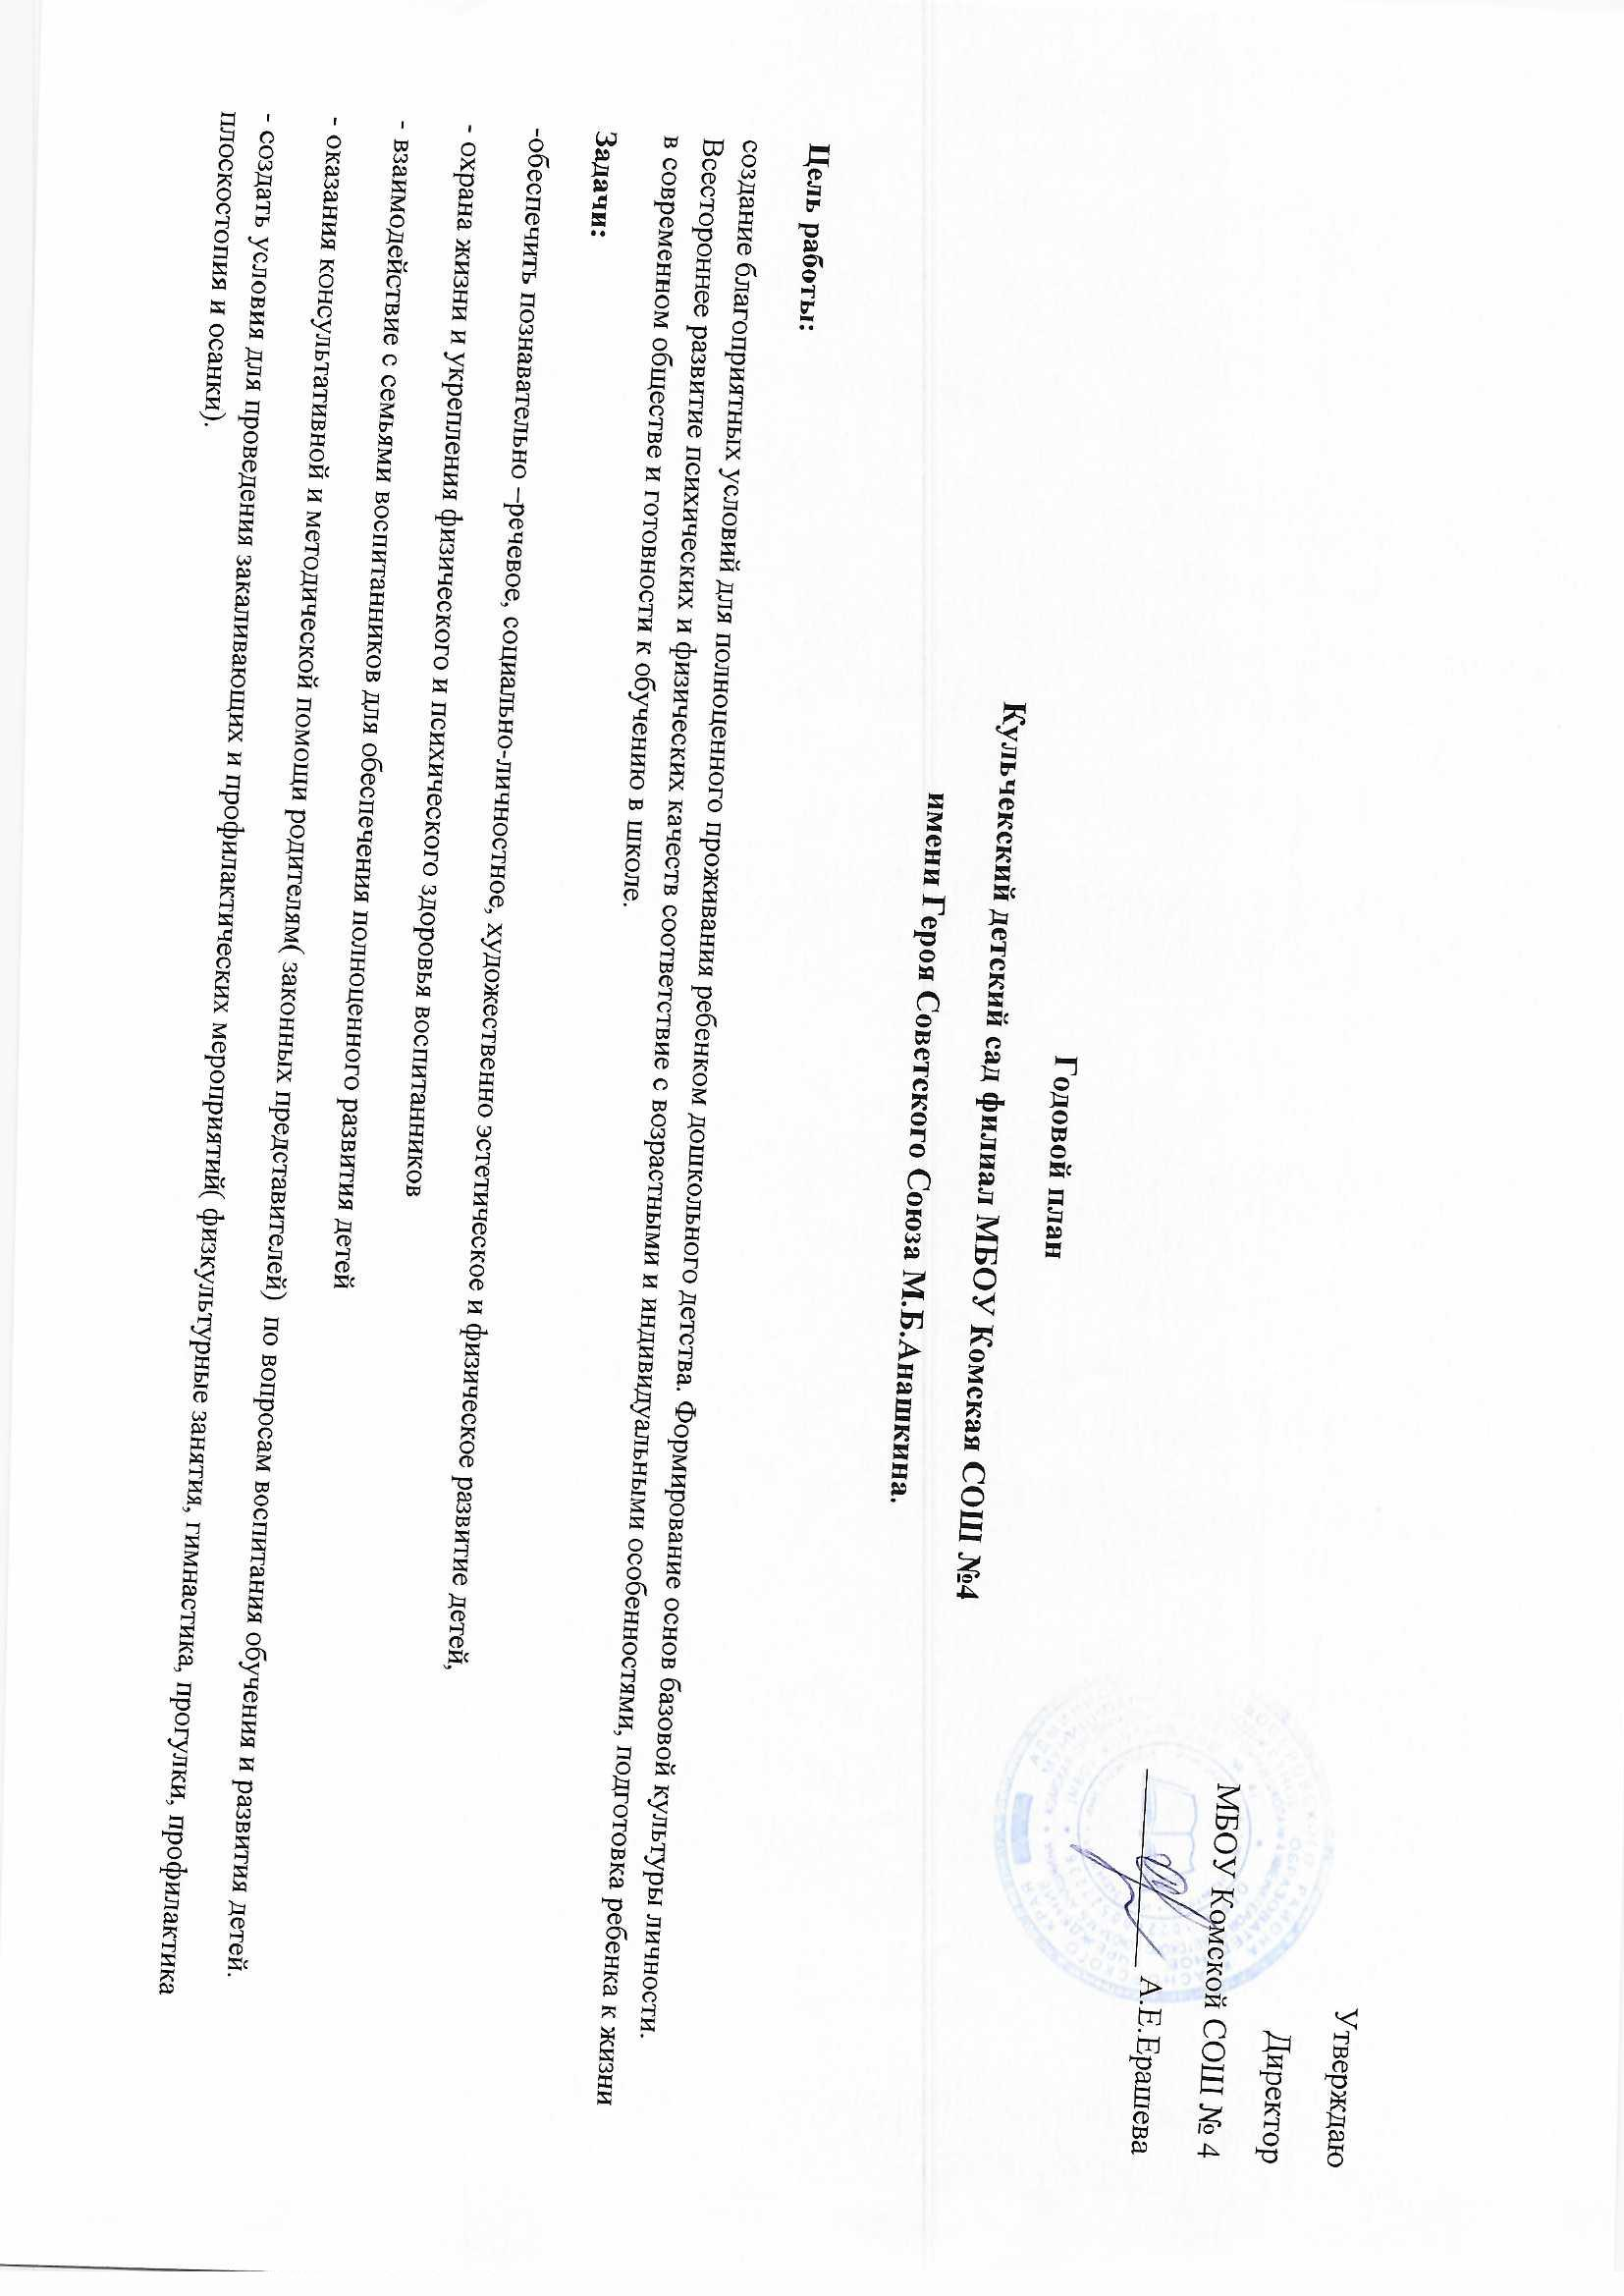 Утверждаю
Директор
МБОУ Комской СОШ № 4
А.Е.Ерашева
Годовой план
Кульчекский детский сад филиал МБОУ Комская СОШ №4
имени Героя Советского Союза М.Б.Анашкина.
Цель работы:
создание благоприятных условий для полноценного проживания ребенком дошкольного детства. Формирование основ базовой культуры личности.
Всестороннее развитие психических и физических качеств соответствие с возрастными и индивидуальными особенностями, подготовка ребенка к жизни
в современном обществе и готовности к обучению в школе.
Задачи:
-обеспечить познавательно –речевое, социально-личностное, художественно эстетическое и физическое развитие детей,
- охрана жизни и укрепления физического и психического здоровья воспитанников
- взаимодействие с семьями воспитанников для обеспечения полноценного развития детей
- оказания консультативной и методической помощи родителям( законных представителей)  по вопросам воспитания обучения и развития детей.
- создать условия для проведения закаливающих и профилактических мероприятий( физкультурные занятия, гимнастика, прогулки, профилактика
плоскостопия и осанки).